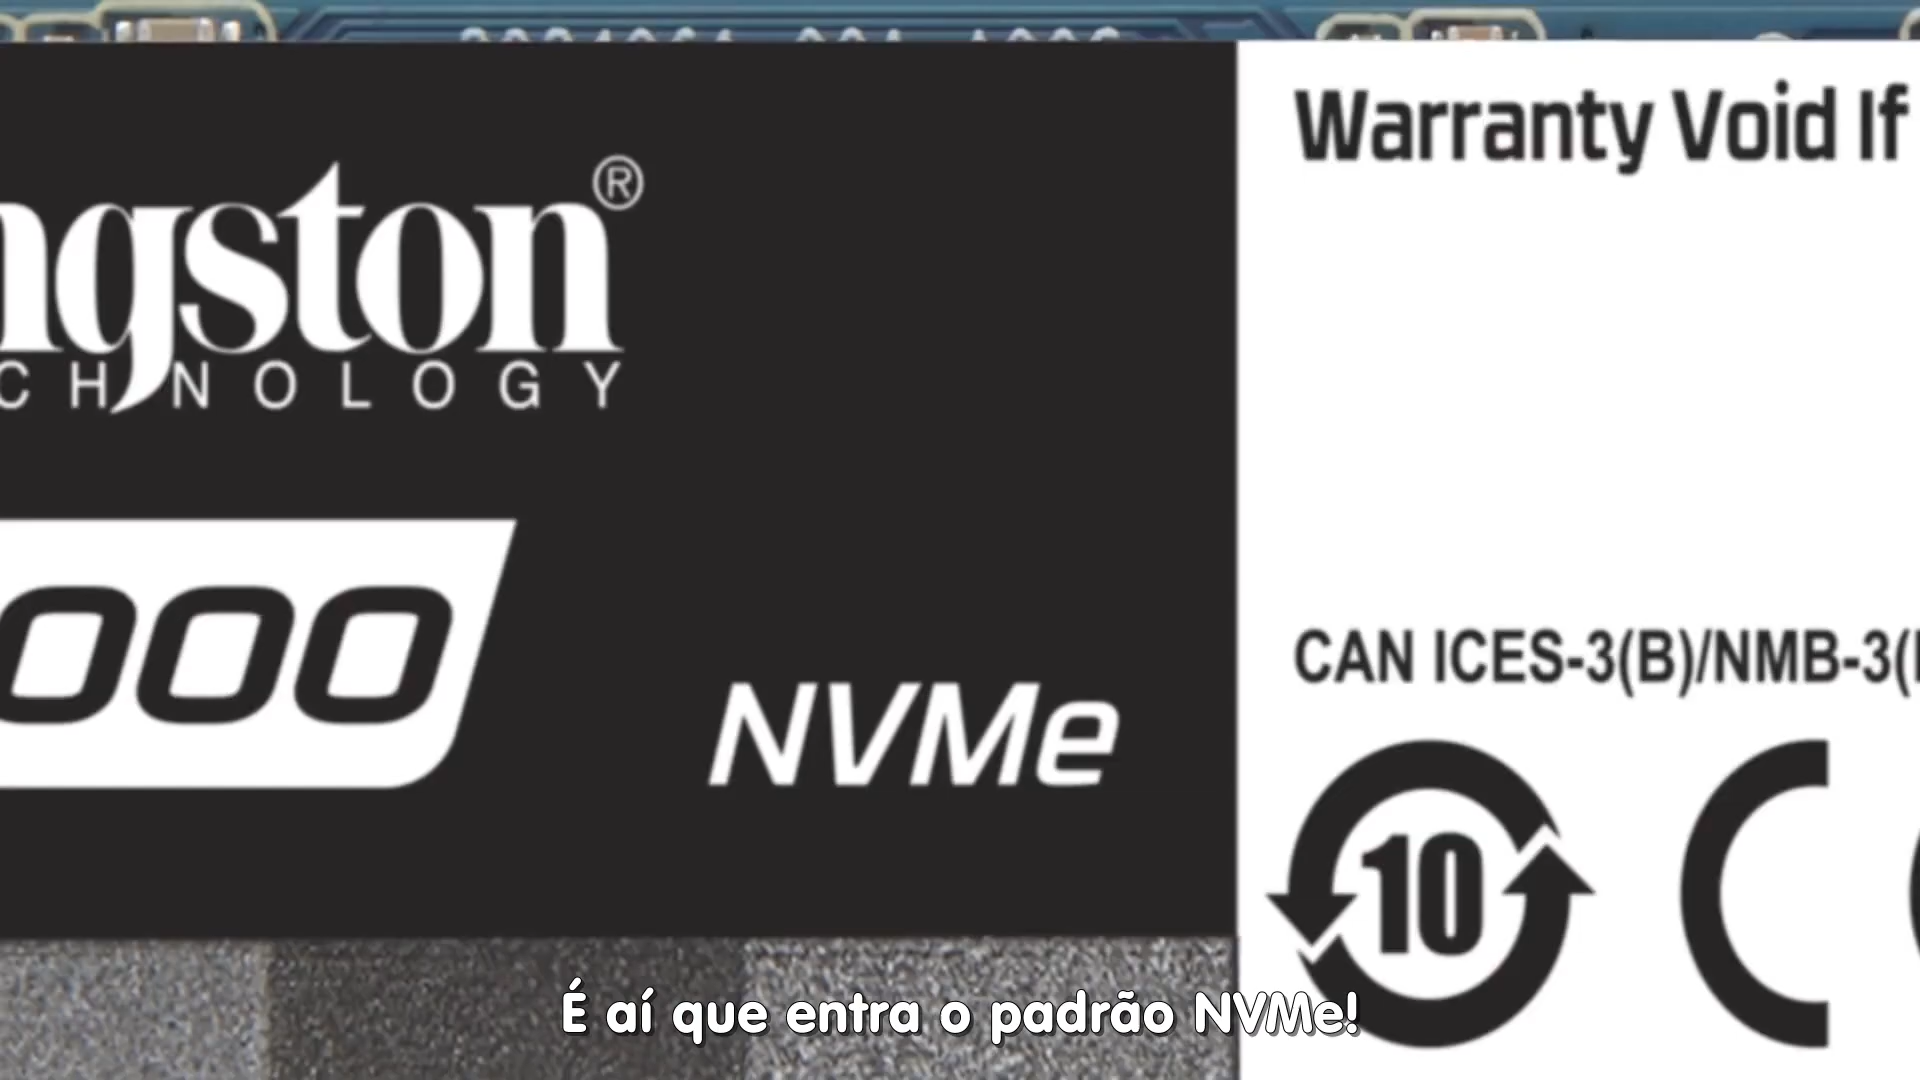 Warranty Void If
ngston®
CHNOLOGY
000
NVMe
CAN ICES-3(B)/NMB-3(
10
É aí que entra o padrão NVMe!